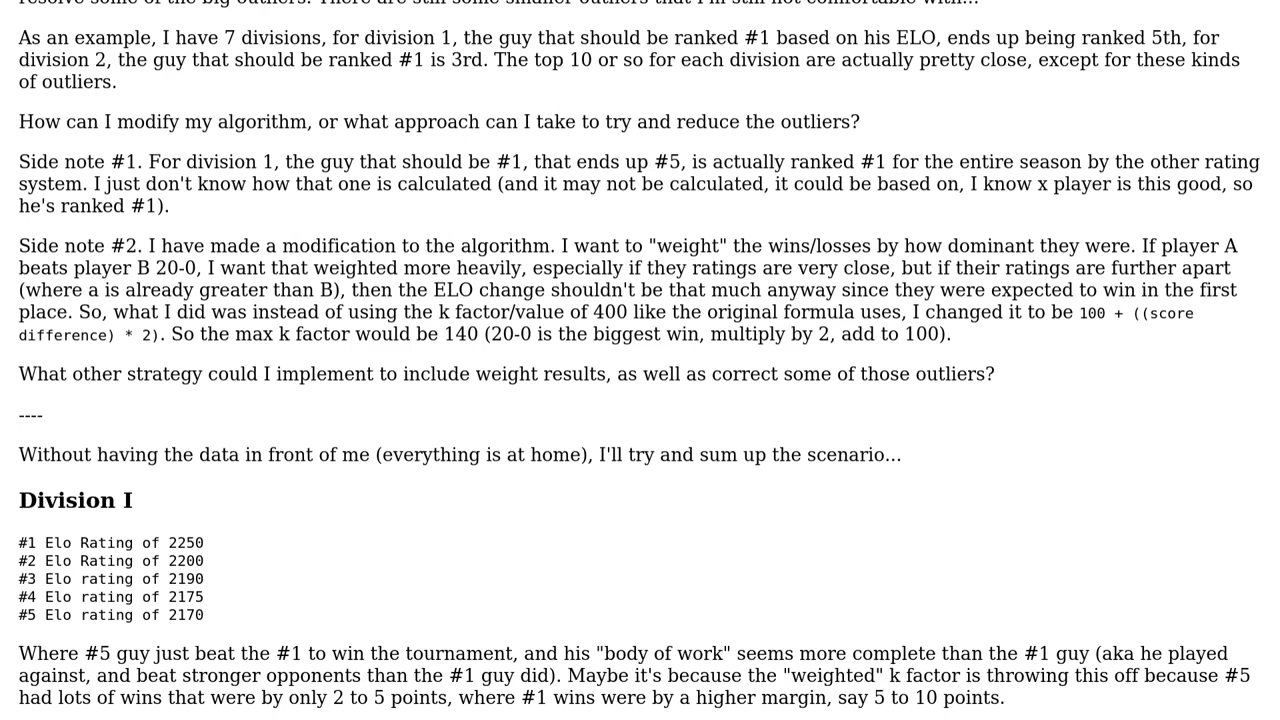 resolve some of the big outliers. There are still some smaller outliers that I'm still not comfortable with...
As an example, I have 7 divisions, for division 1, the guy that should be ranked #1 based on his ELO, ends up being ranked 5th, for
division 2, the guy that should be ranked #1 is 3rd. The top 10 or so for each division are actually pretty close, except for these kinds
of outliers.
How can I modify my algorithm, or what approach can I take to try and reduce the outliers?
Side note #1. For division 1, the guy that should be #1, that ends up #5, is actually ranked #1 for the entire season by the other rating
system. I just don't know how that one is calculated (and it may not be calculated, it could be based on, I know x player is this good, so
he's ranked #1).
Side note #2. I have made a modification to the algorithm. I want to "weight" the wins/losses by how dominant they were. If player A
beats player B 20-0, I want that weighted more heavily, especially if they ratings are very close, but if their ratings are further apart
(where a is already greater than B), then the ELO change shouldn't be that much anyway since they were expected to win in the first
place. So, what I did was instead of using the k factor/value of 400 like the original formula uses, I changed it to be 100 + ((score
difference) * 2). So the max k factor would be 140 (20-0 is the biggest win, multiply by 2, add to 100).
What other strategy could I implement to include weight results, as well as correct some of those outliers?
----
Without having the data in front of me (everything is at home), I'll try and sum up the scenario...
Division I
#1 Elo Rating of 2250
#2 Elo Rating of 2200
#3 Elo rating of 2190
#4 Elo rating of 2175
#5 Elo rating of 2170
Where #5 guy just beat the #1 to win the tournament, and his "body of work" seems more complete than the #1 guy (aka he played
against, and beat stronger opponents than the #1 guy did). Maybe it's because the "weighted" k factor is throwing this off because #5
had lots of wins that were by only 2 to 5 points, where #1 wins were by a higher margin, say 5 to 10 points.